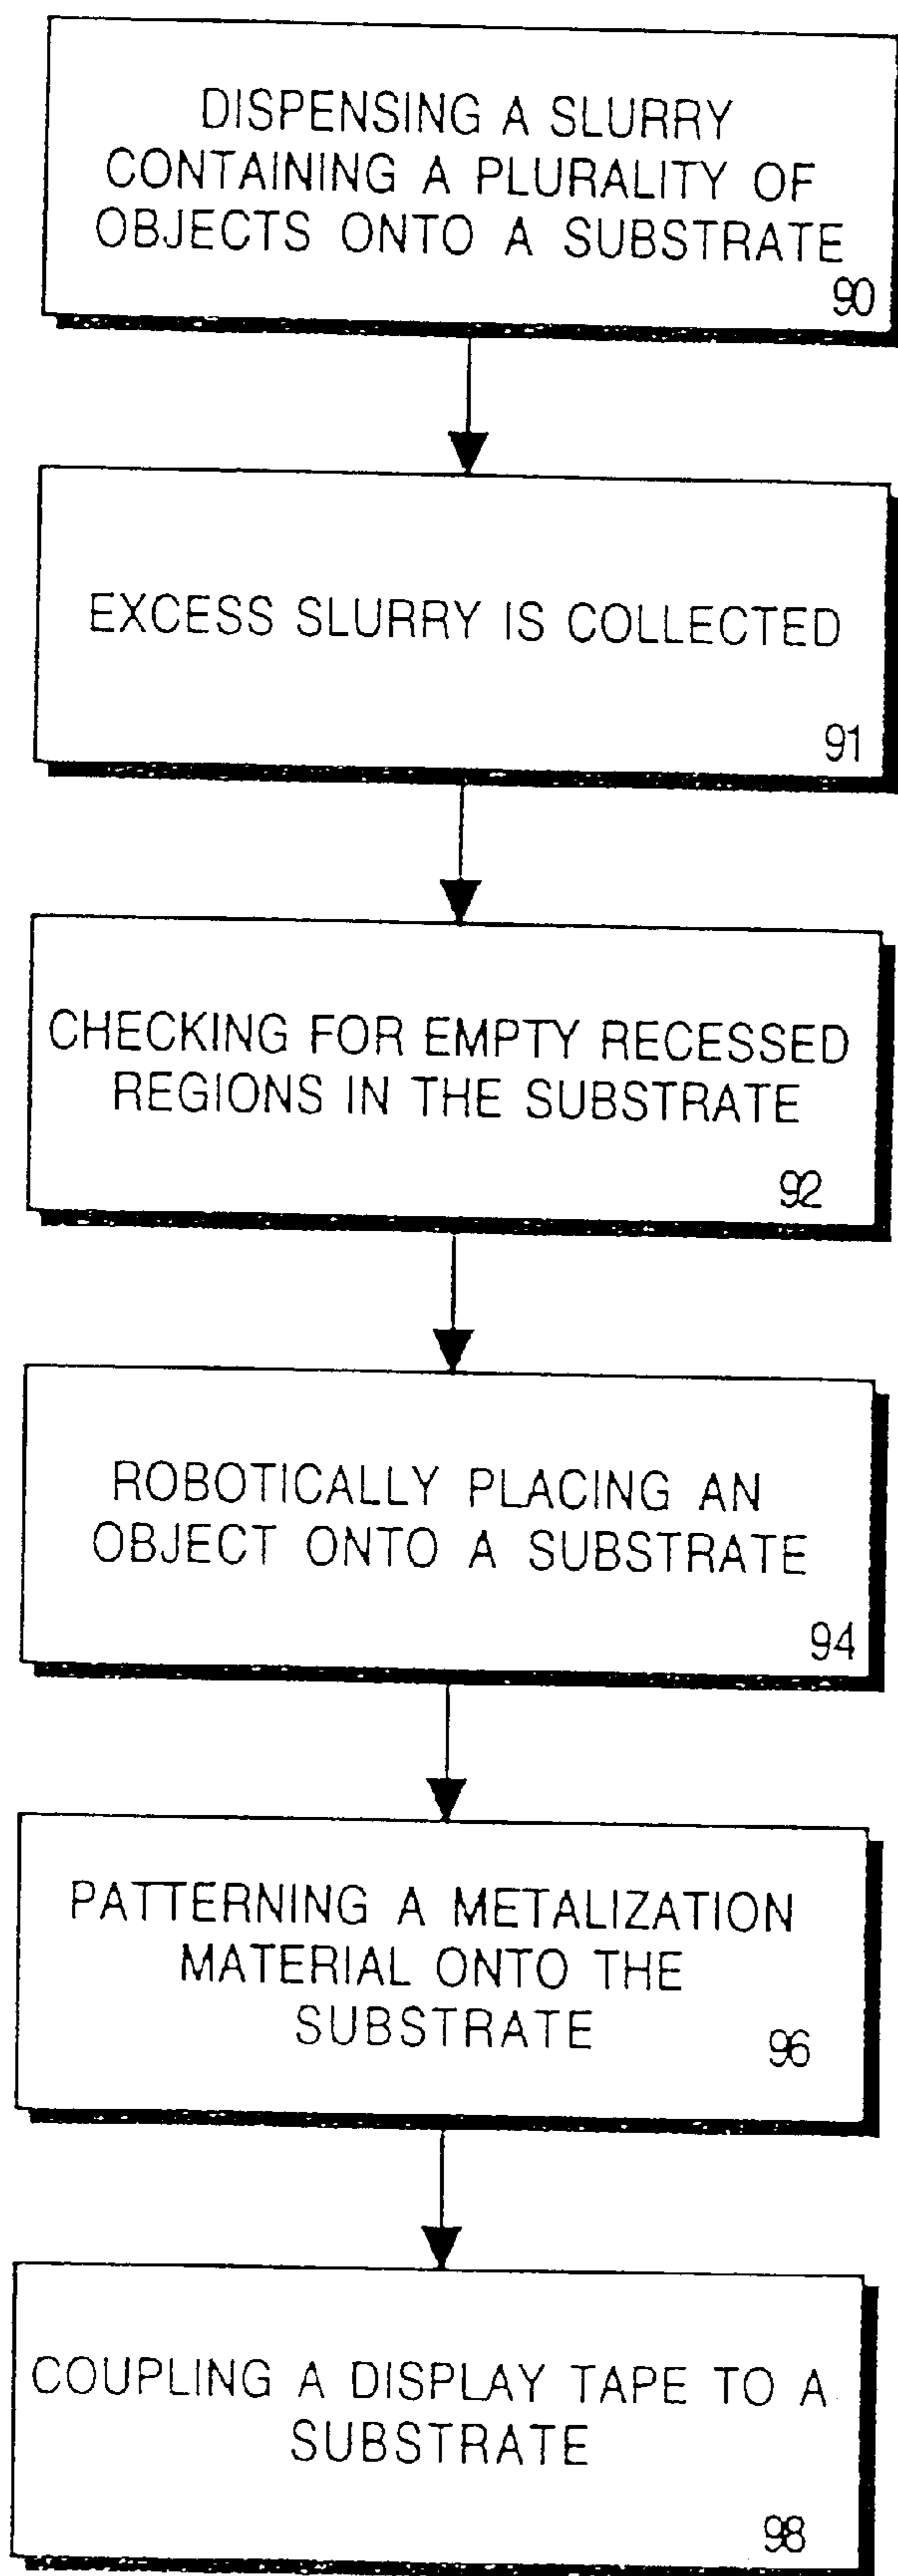 DISPENSING A SLURRY
CONTAINING A PLURALITY OF
OBJECTS ONTO A SUBSTRATE
90
EXCESS SLURRY IS COLLECTED
91
CHECKING FOR EMPTY RECESSED
REGIONS IN THE SUBSTRATE
92
ROBOTICALLY PLACING AN
OBJECT ONTO A SUBSTRATE
94
PATTERNING A METALIZATION
MATERIAL ONTO THE
SUBSTRATE
96
COUPLING A DISPLAY TAPE TO A
SUBSTRATE
98